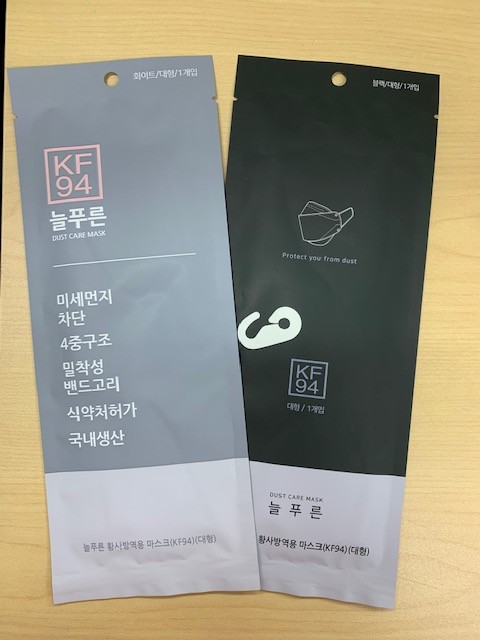 화이트/대형/1개입
KF
94
늘푸른
DUST CARE MASK
미세먼지
차단
4중구조
밀착성
밴드고리
식약처허가
국내생산
늘푸른 황사방역용 마스크(KF94)(대형)
블랙/대형/1개입
Protect you from dust
KF
94
대형 / 1개입
DUST CARE MASK
늘 푸 른
황사방역용 마스크(KF94)(대형)